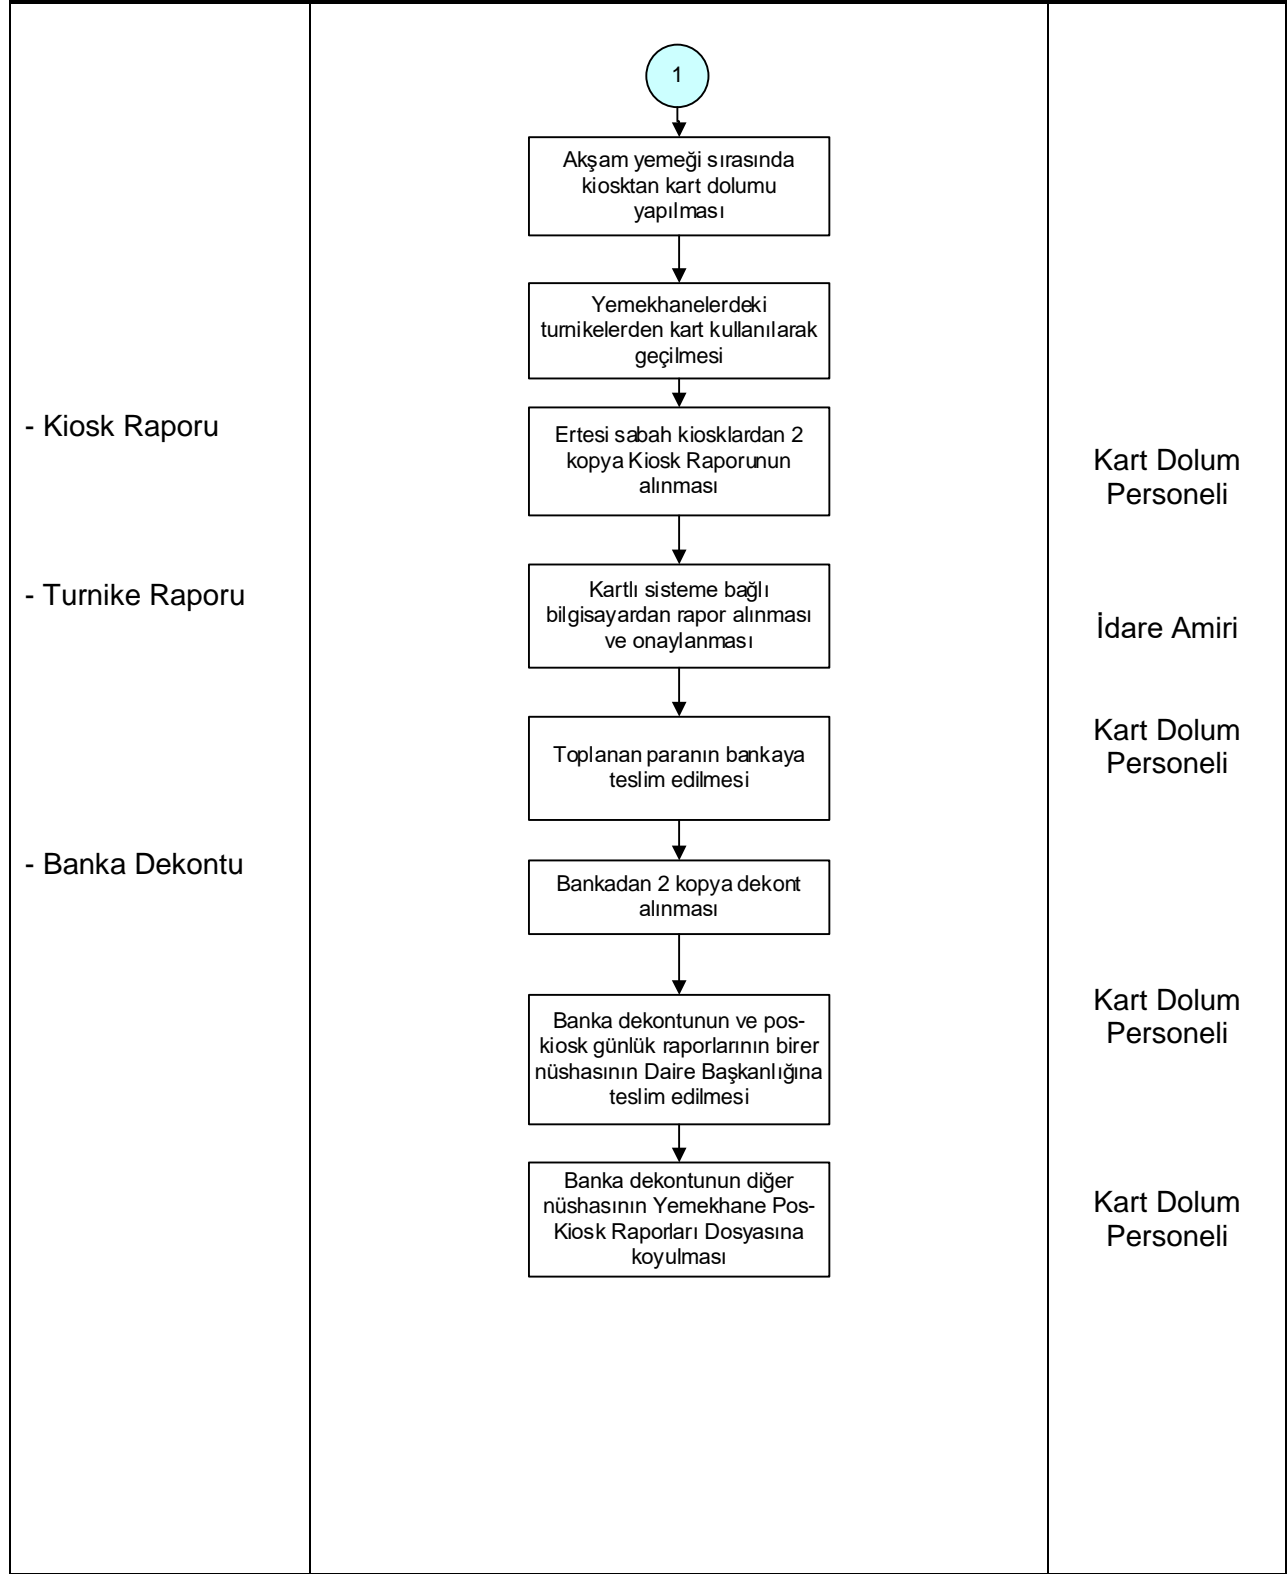 1
Akşam yemeği sırasında
kiosktan kart dolumu
yapılması
Yemekhanelerdeki
turnikelerden kart kullanılarak
geçilmesi
- Kiosk Raporu
Ertesi sabah kiosklardan 2
kopya Kiosk Raporunun
alınması
Kart Dolum
Personeli
- Turnike Raporu
Kartlı sisteme bağlı
bilgisayardan rapor alınması
ve onaylanması
İdare Amiri
Toplanan paranın bankaya
teslim edilmesi
Kart Dolum
Personeli
- Banka Dekontu
Bankadan 2 kopya dekont
alınması
Banka dekontunun ve pos-
kiosk günlük raporlarının birer
nüshasının Daire Başkanlığına
teslim edilmesi
Kart Dolum
Personeli
Banka dekontunun diğer
nüshasının Yemekhane Pos-
Kiosk Raporları Dosyasına
koyulması
Kart Dolum
Personeli